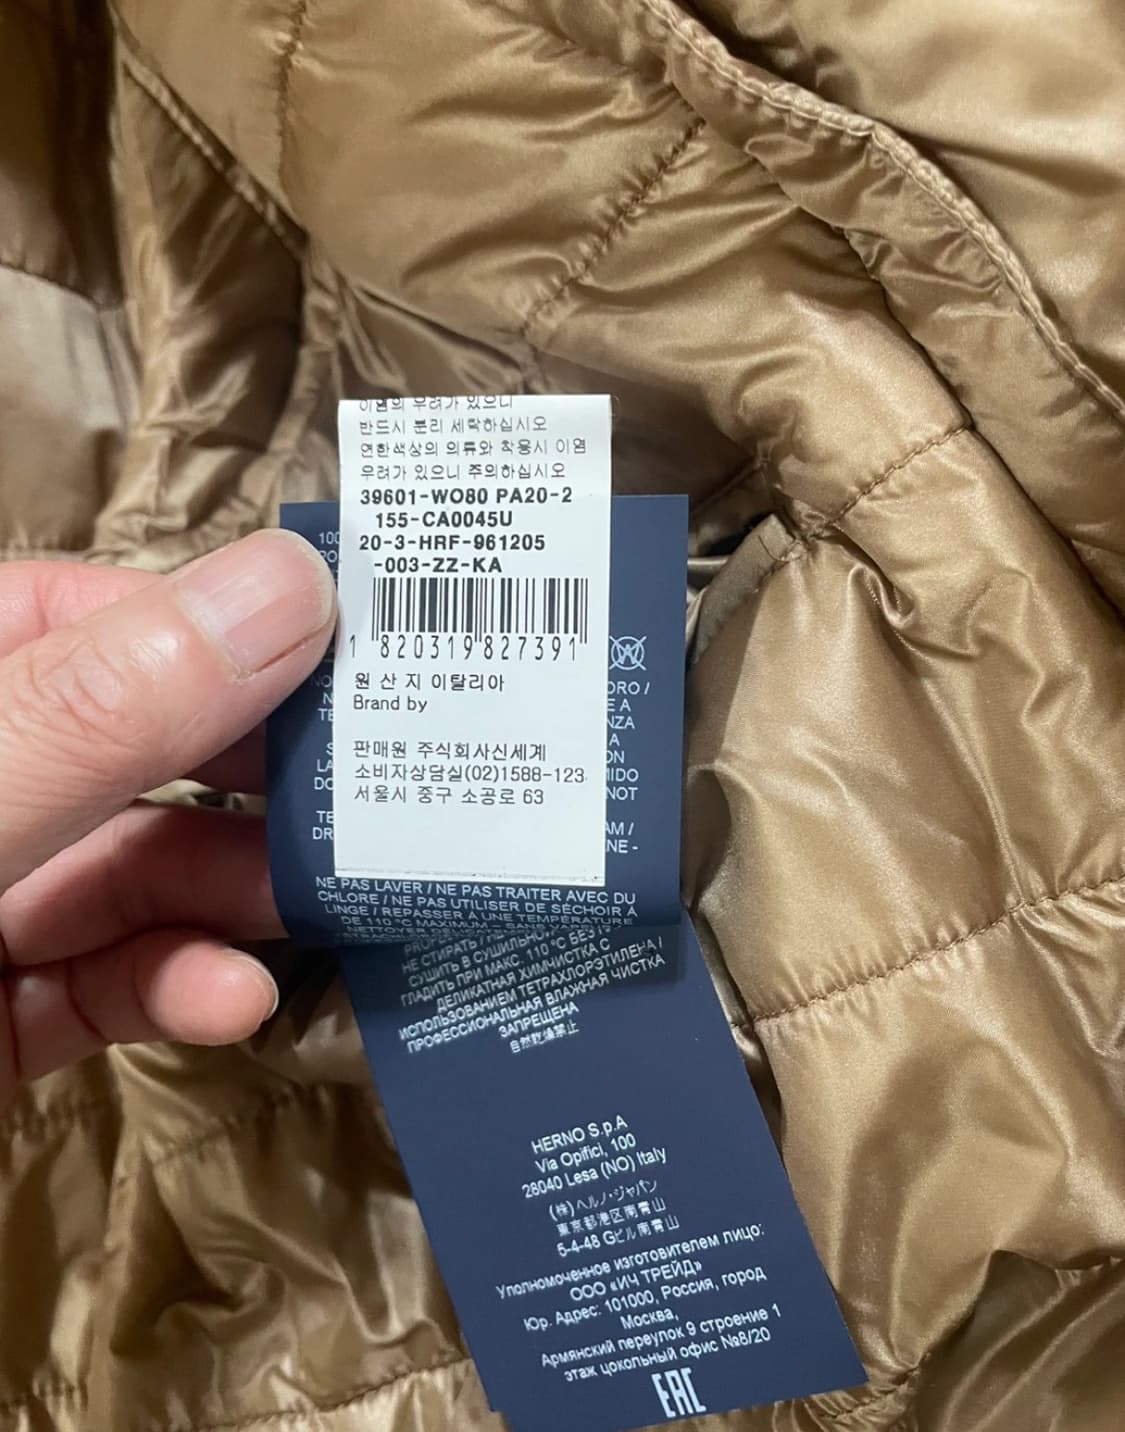 이염의 우려가 있으니
반드시 분리 세탁하십시오
연한색상의 의류와 착용시 이염
우려가 있으니 주의하십시오
39601-WO80 PA20-2
155-CA0045U
20-3-HRF-961205
-003-ZZ-KA
1 820319827391
원 산 지 이탈리아
Brand by
판매원 주식회사신세계
소비자상담실(02)1588-123
서울시 중구 소공로 63
NE PAS LAVER / NE PAS TRAITER AVEC DU
CHLORE / NE PAS UTILISER DE SÉCHOIR À
LINGE / REPASSER À UNE TEMPÉRATURE
DE 110 °C MAXIMUM - SANS
НЕ СТИРАТЬ
СУШИТЬ В СУШИЛЬНОЙ
ГЛАДИТЬ ПРИ МАКС. 110 °C БЕЗ
ДЕЛИКАТНАЯ ХИМЧИСТКА С
ИСПОЛЬЗОВАНИЕМ ТЕТРАХЛОРЭТИЛЕНА /
ПРОФЕССИОНАЛЬНАЯ ВЛАЖНАЯ ЧИСТКА
ЗАПРЕЩЕНА
自然乾燥禁止
HERNO S.p.A
Via Opifici, 100
28040 Lesa (NO) Italy
(株)ヘルノ・ジャパン
東京都港区南青山
5-4-48 Gビル南青山
Уполномоченное изготовителем лицо:
ООО «ИЧ ТРЕЙД»
Юр. Адрес: 101000, Россия, город
Москва,
Армянский переулок 9 строение 1
этаж цокольный офис №8/20
EAC